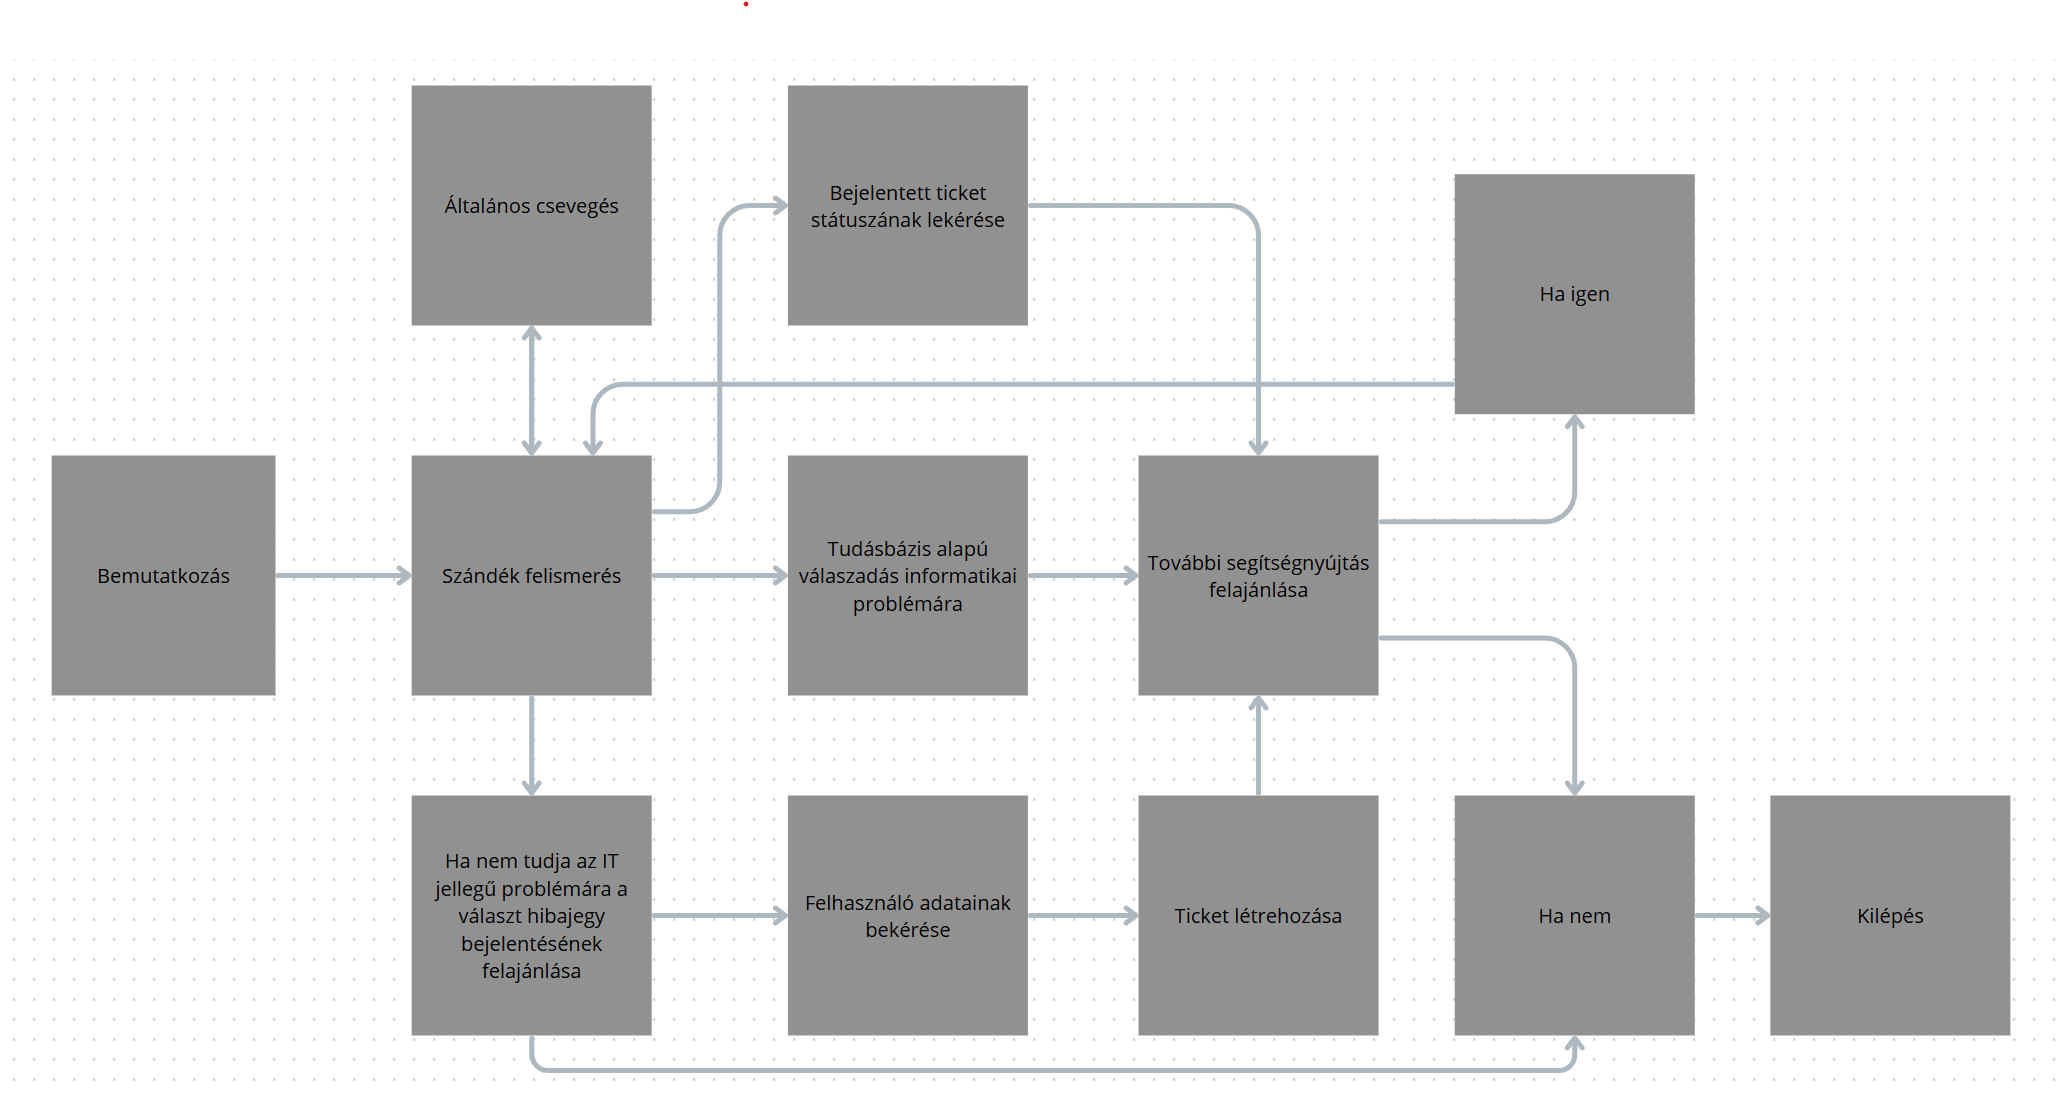 Általános csevegés
Bejelentett ticket
státuszának lekérése
Ha igen
Bemutatkozás
Szándék felismerés
Tudásbázis alapú
válaszadás informatikai
problémára
További segítségnyújtás
felajánlása
Ha nem tudja az IT
jellegű problémára a
választ hibajegy
bejelentésének
felajánlása
Felhasználó adatainak
bekérése
Ticket létrehozása
Ha nem
Kilépés